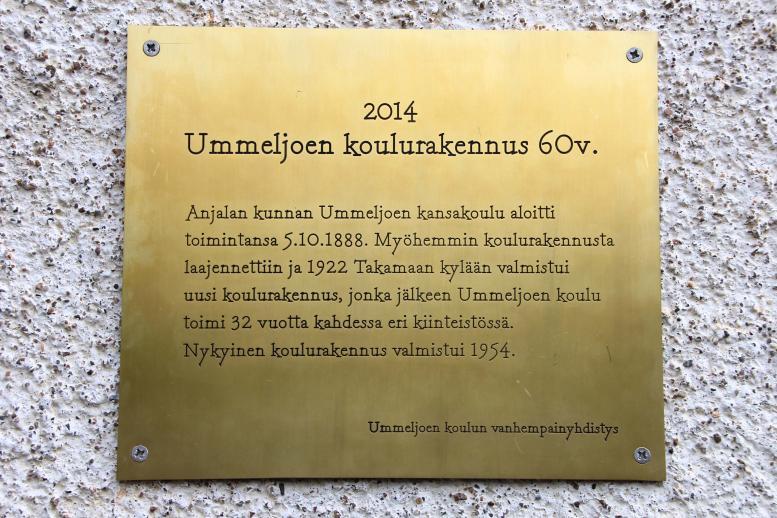 2014
Ummeljoen koulurakennus 60v.
Anjalan kunnan Ummeljoen kansakoulu aloitti
toimintansa 5.10.1888. Myöhemmin koulurakennusta
laajennettiin ja 1922 Takamaan kylään valmistui
uusi koulurakennus, jonka jälkeen Ummeljoen koulu
toimi 32 vuotta kahdessa eri kiinteistössä.
Nykyinen koulurakennus valmistui 1954.
Ummeljoen koulun vanhempainyhdistys